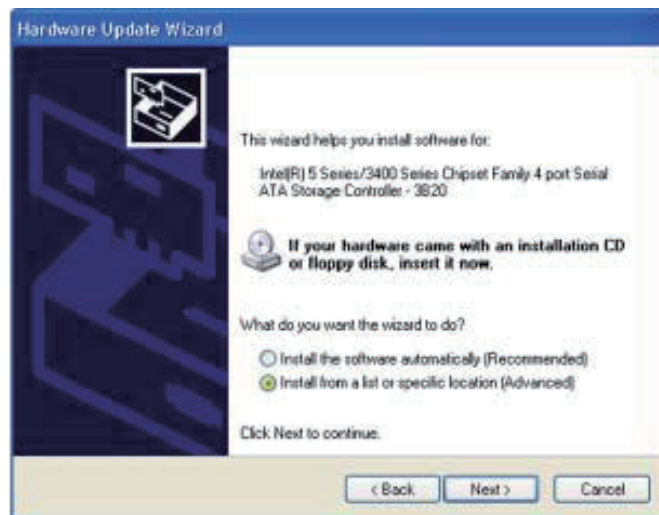 Hardware Update Wizard
This wizard helps you install software for:
Intel(R) 5 Series/3400 Series Chipset Family 4 port Serial
ATA Storage Controller - 3B20
If your hardware came with an installation CD
or floppy disk, insert it now.
What do you want the wizard to do?
Install the software automatically (Recommended)
Install from a list or specific location (Advanced)
Click Next to continue.
< Back
Next >
Cancel